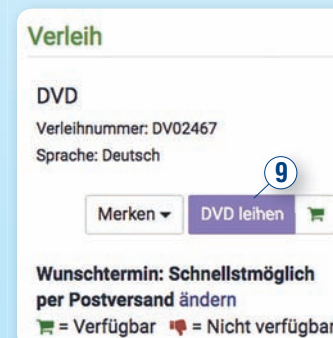 Verleih
DVD
Verleihnummer: DV02467
Sprache: Deutsch
9
Merken DVD leihen
Wunschtermin: Schnellstmöglich
per Postversand ändern
= Verfügbar = Nicht verfügbar